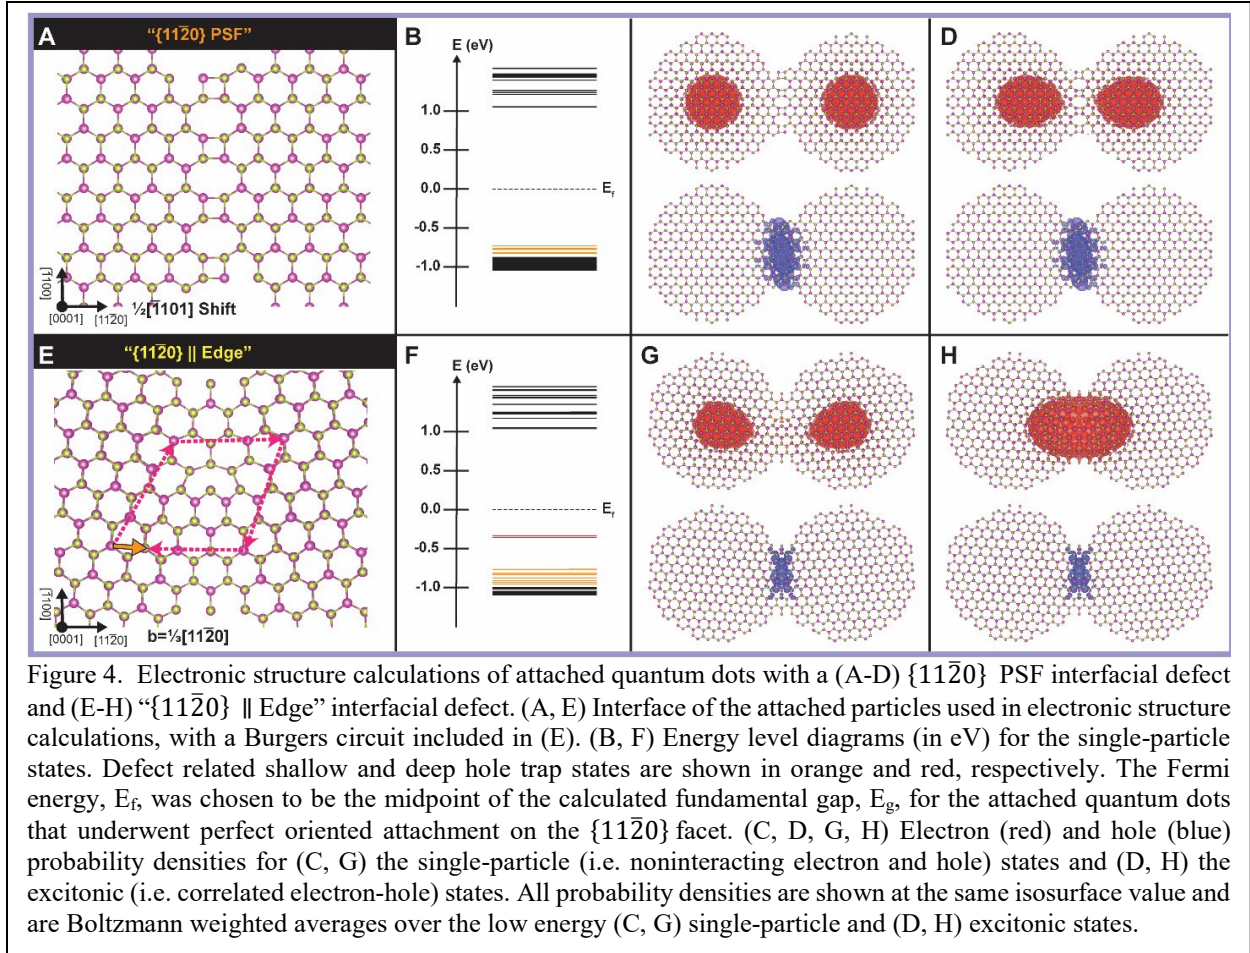 A
"{112̅0} PSF"
[1̅100]
[0001] [112̅0]
½[1̅101] Shift
B
E (eV)
1.0
0.5
0.0
-0.5
-1.0
E_f
D
E
"{112̅0} || Edge"
[1̅100]
[0001] [112̅0]
b=⅓[112̅0]
F
E (eV)
1.0
0.5
0.0
-0.5
-1.0
E_f
G
H
Figure 4. Electronic structure calculations of attached quantum dots with a (A-D) {112̅0} PSF interfacial defect
and (E-H) “{112̅0} ∥ Edge” interfacial defect. (A, E) Interface of the attached particles used in electronic structure
calculations, with a Burgers circuit included in (E). (B, F) Energy level diagrams (in eV) for the single-particle
states. Defect related shallow and deep hole trap states are shown in orange and red, respectively. The Fermi
energy, E_f, was chosen to be the midpoint of the calculated fundamental gap, E_g, for the attached quantum dots
that underwent perfect oriented attachment on the {112̅0} facet. (C, D, G, H) Electron (red) and hole (blue)
probability densities for (C, G) the single-particle (i.e. noninteracting electron and hole) states and (D, H) the
excitonic (i.e. correlated electron-hole) states. All probability densities are shown at the same isosurface value and
are Boltzmann weighted averages over the low energy (C, G) single-particle and (D, H) excitonic states.